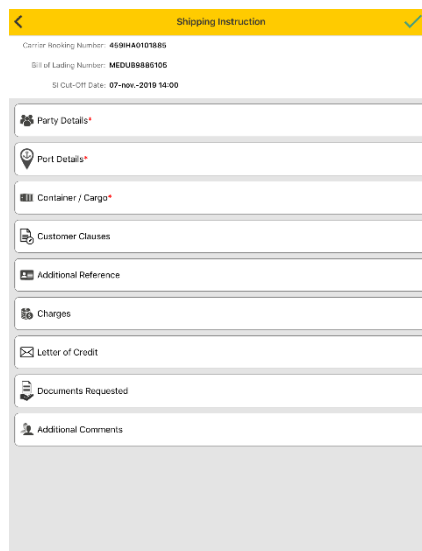 Shipping Instruction
Carrier Booking Number: 459IHA0101885
Bill of Lading Number: MEDUB9885105
SI Cut-Off Date: 07-nov.-2019 14:00
Party Details*
Port Details*
Container / Cargo*
Customer Clauses
Additional Reference
Charges
Letter of Credit
Documents Requested
Additional Comments